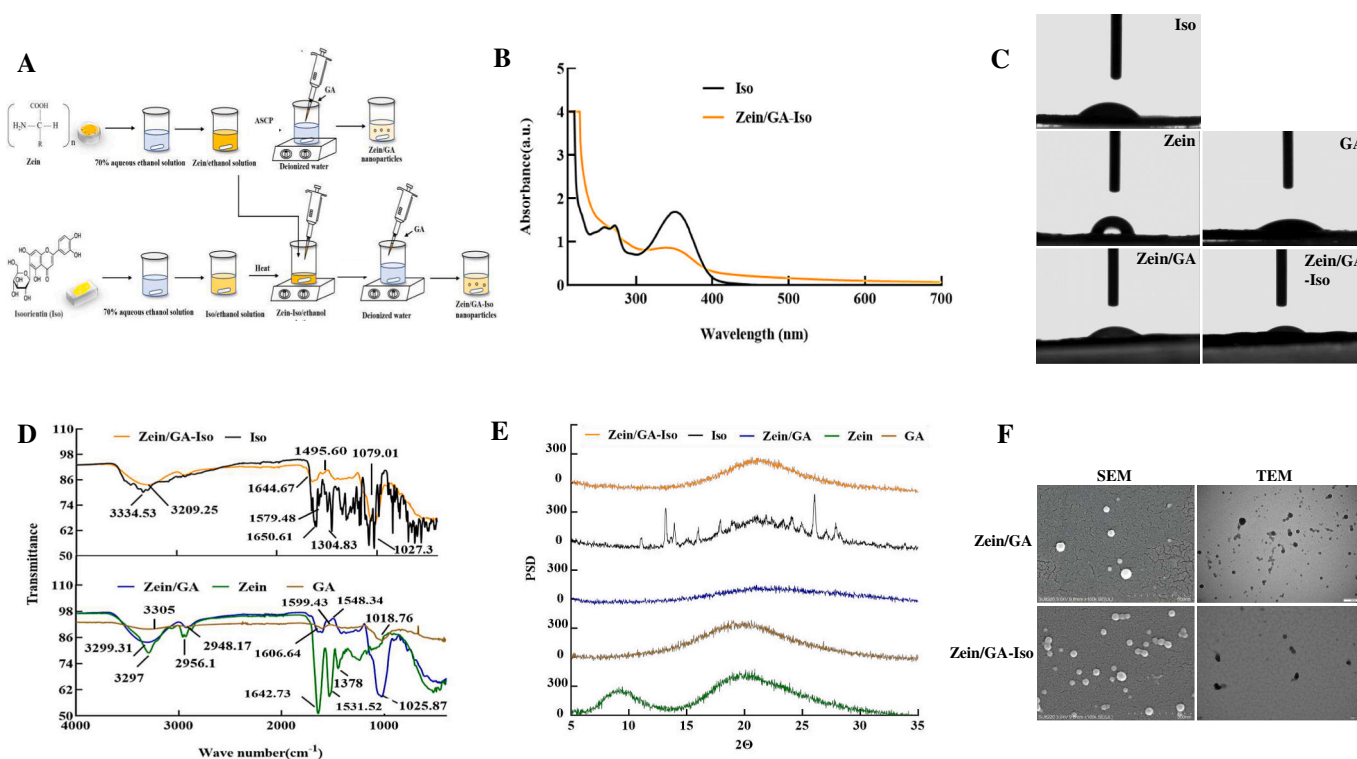 A
COOH
H₂N
C
H
R
n
Zein
70% aqueous ethanol solution
Zein/ethanol solution
ASCP
GA
Deionized water
Zein/GA
nanoparticles
Isoorientin (Iso)
70% aqueous ethanol solution
Iso/ethanol solution
Heat
Zein-Iso/ethanol
GA
Deionized water
Zein/GA-Iso
nanoparticles
B
Iso
Zein/GA-Iso
Absorbance(a.u.)
5
4
3
2
1
0
300
400
500
600
700
Wavelength (nm)
C
Iso
Zein
GA
Zein/GA
Zein/GA
-Iso
D
Zein/GA-Iso
Iso
110
98
86
74
62
50
1495.60
1079.01
1644.67
3334.53
3209.25
1579.48
1650.61
1304.83
1027.3
Transmittance
Zein/GA
Zein
GA
110
98
86
74
62
50
3305
1599.43
1548.34
1018.76
3299.31
2948.17
1606.64
3297
2956.1
1378
1642.73
1531.52
1025.87
4000
3000
2000
1000
Wave number(cm⁻¹)
E
Zein/GA-Iso
Iso
Zein/GA
Zein
GA
300
0
300
0
300
0
300
0
300
0
PSD
5
10
15
20
25
30
35
2Θ
F
SEM
TEM
Zein/GA
Zein/GA-Iso